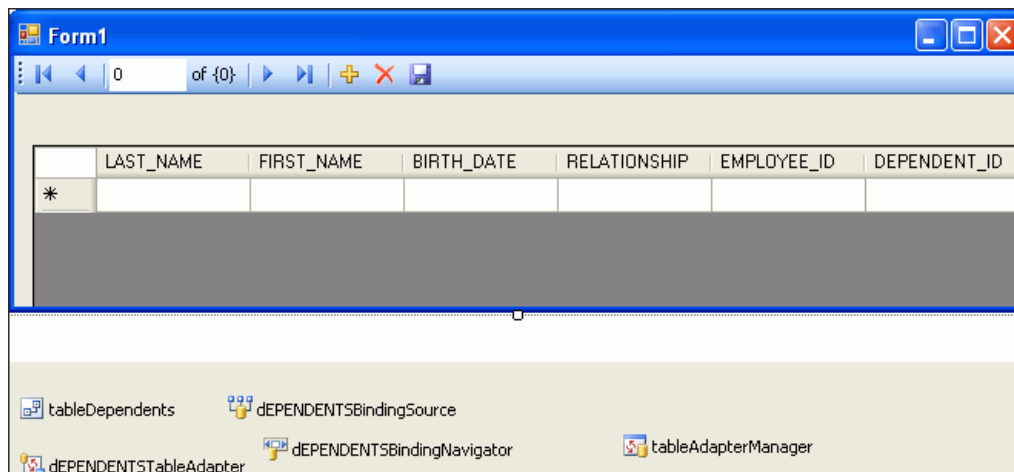 Form1
0 of {0}
LAST_NAME FIRST_NAME BIRTH_DATE RELATIONSHIP EMPLOYEE_ID DEPENDENT_ID
*
tableDependents dEPENDENTSBindingSource
dEPENDENTSTableAdapter dEPENDENTSBindingNavigator tableAdapterManager